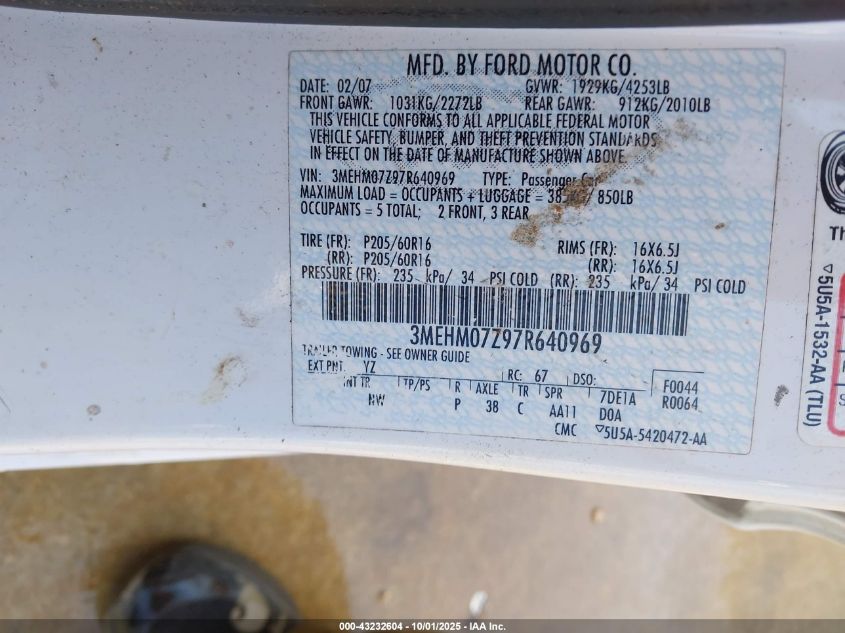 MFD. BY FORD MOTOR CO.
DATE: 02/07 GVWR: 1929KG/4253LB
FRONT GAWR: 1031KG/2272LB REAR GAWR: 912KG/2010LB
THIS VEHICLE CONFORMS TO ALL APPLICABLE FEDERAL MOTOR
VEHICLE SAFETY, BUMPER, AND THEFT PREVENTION STANDARDS
IN EFFECT ON THE DATE OF MANUFACTURE SHOWN ABOVE.
VIN: 3MEHM07Z97R640969 TYPE: Passenger Car
MAXIMUM LOAD = OCCUPANTS + LUGGAGE = 385 / 850LB
OCCUPANTS = 5 TOTAL; 2 FRONT, 3 REAR
TIRE (FR): P205/60R16 RIMS (FR): 16X6.5J
(RR): P205/60R16 (RR): 16X6.5J
PRESSURE (FR): 235 kPa/ 34 PSI COLD (RR): 235 kPa/ 34 PSI COLD
3MEHM07Z97R640969
TRAILER TOWING - SEE OWNER GUIDE
EXT PNT: YZ RC: 67 DSO: F0044
INT TR TP/PS R AXLE TR SPR 7DE1A R0064
HW P 38 C AA11 D0A
CMC ▽5U5A-5420472-AA
▽5U5A-1532-AA (TLU)
000-43232604 • 10/01/2025 - IAA Inc.